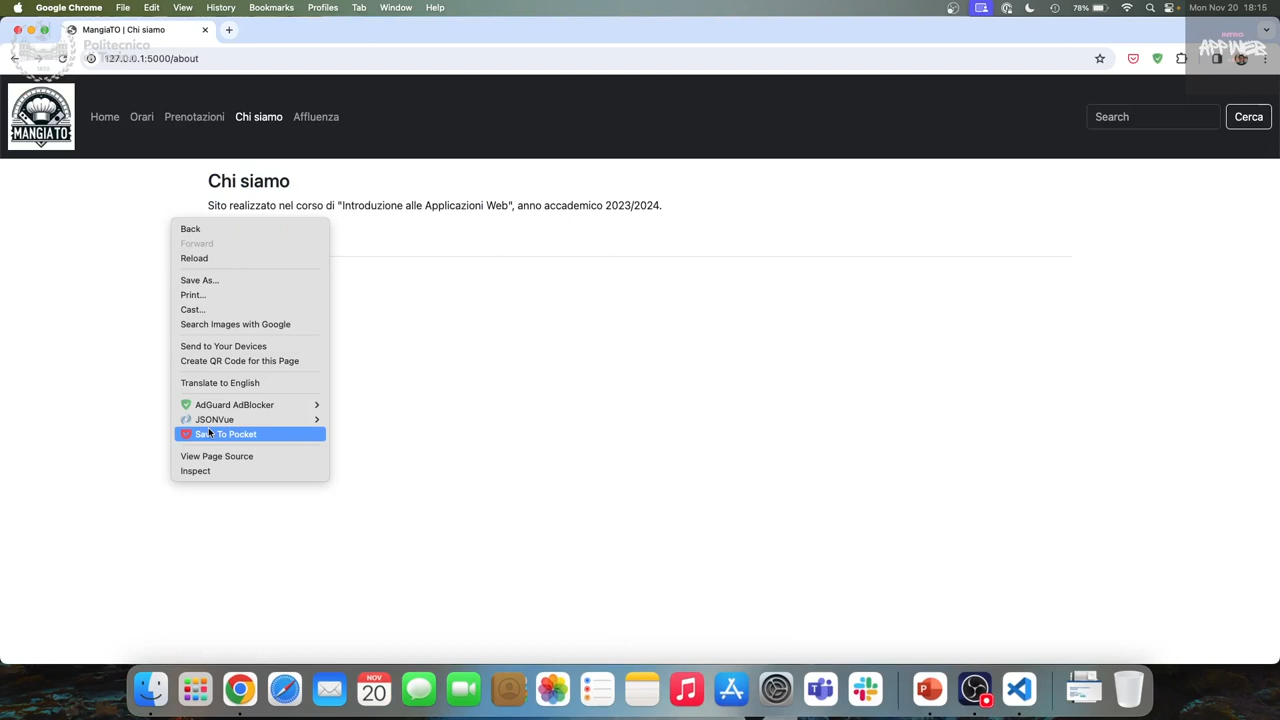 Google Chrome File Edit View History Bookmarks Profiles Tab Window Help 78% Mon Nov 20 18:15
MangiaTO | Chi siamo
Politecnico
INTRO
APP WEB
127.0.0.1:5000/about
MANGIATO
Home Orari Prenotazioni Chi siamo Affluenza Search Cerca
Chi siamo
Sito realizzato nel corso di "Introduzione alle Applicazioni Web", anno accademico 2023/2024.
Back
Forward
Reload
Save As...
Print...
Cast...
Search Images with Google
Send to Your Devices
Create QR Code for this Page
Translate to English
AdGuard AdBlocker
JSONVue
Save To Pocket
View Page Source
Inspect
NOV
20